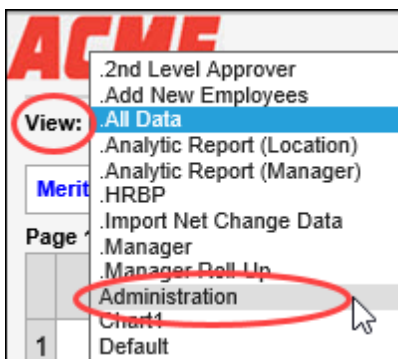 ACME
.2nd Level Approver
.Add New Employees
View: .All Data
.Analytic Report (Location)
.Analytic Report (Manager)
Merit
.HRBP
.Import Net Change Data
Page
.Manager
.Manager Roll-Up
Administration
Chart1
1 Default